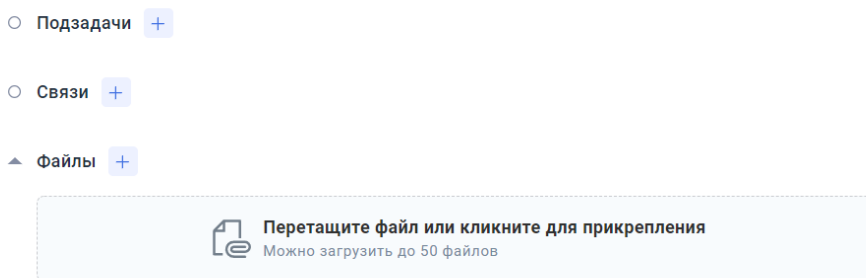 Подзадачи +
Связи +
Файлы +
Перетащите файл или кликните для прикрепления
Можно загрузить до 50 файлов